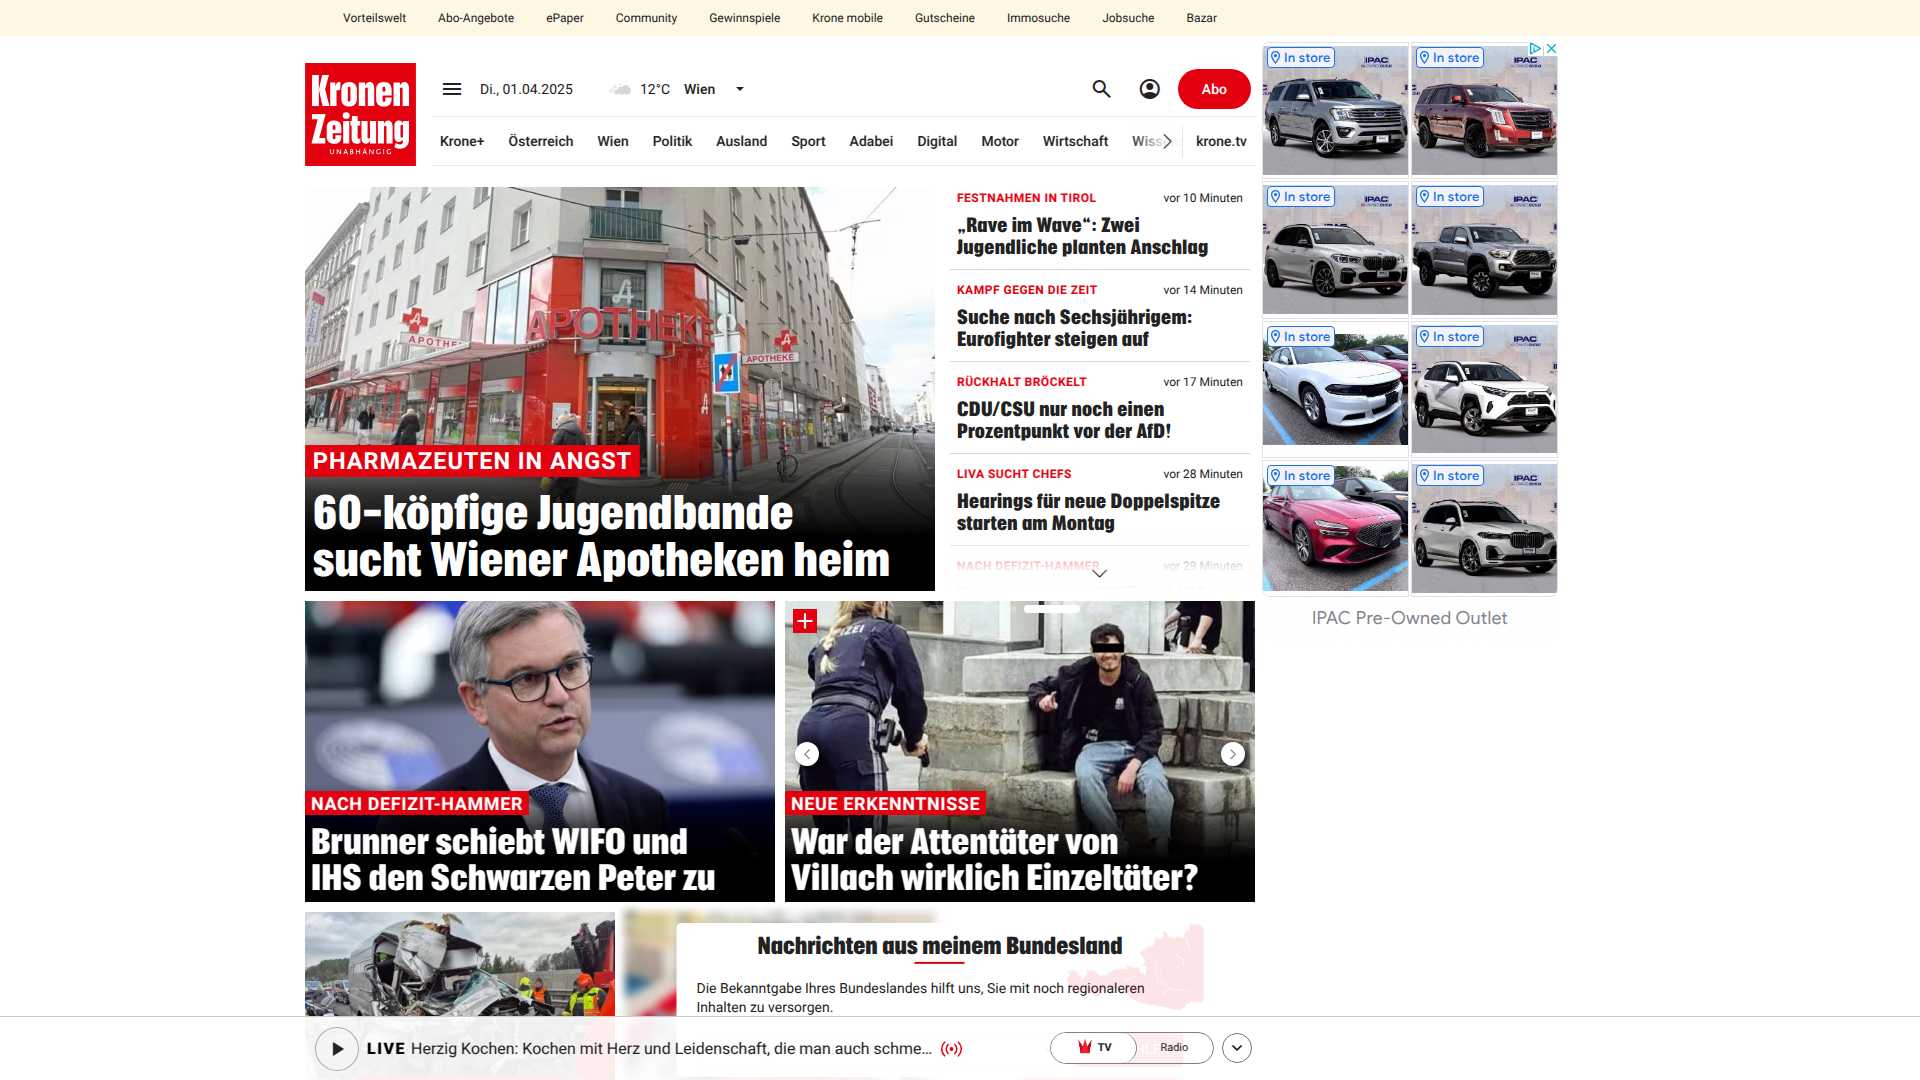 Vorteilswelt Abo-Angebote ePaper Community Gewinnspiele Krone mobile Gutscheine Immosuche Jobsuche Bazar
Kronen
Zeitung
UNABHÄNGIG
Di., 01.04.2025 12°C Wien
Abo
Krone+ Österreich Wien Politik Ausland Sport Adabei Digital Motor Wirtschaft Wiss krone.tv
APOTHEKE
APOTHEKE
PHARMAZEUTEN IN ANGST
60-köpfige Jugendbande
sucht Wiener Apotheken heim
FESTNAHMEN IN TIROL vor 10 Minuten
„Rave im Wave“: Zwei
Jugendliche planten Anschlag
KAMPF GEGEN DIE ZEIT vor 14 Minuten
Suche nach Sechsjährigem:
Eurofighter steigen auf
RÜCKHALT BRÖCKELT vor 17 Minuten
CDU/CSU nur noch einen
Prozentpunkt vor der AfD!
LIVA SUCHT CHEFS vor 28 Minuten
Hearings für neue Doppelspitze
starten am Montag
NACH DEFIZIT-HAMMER vor 29 Minuten
In store In store
In store In store
In store In store
In store In store
IPAC Pre-Owned Outlet
NACH DEFIZIT-HAMMER
Brunner schiebt WIFO und
IHS den Schwarzen Peter zu
NEUE ERKENNTNISSE
War der Attentäter von
Villach wirklich Einzeltäter?
Nachrichten aus meinem Bundesland
Die Bekanntgabe Ihres Bundeslandes hilft uns, Sie mit noch regionaleren
Inhalten zu versorgen.
LIVE Herzig Kochen: Kochen mit Herz und Leidenschaft, die man auch schme...
TV Radio